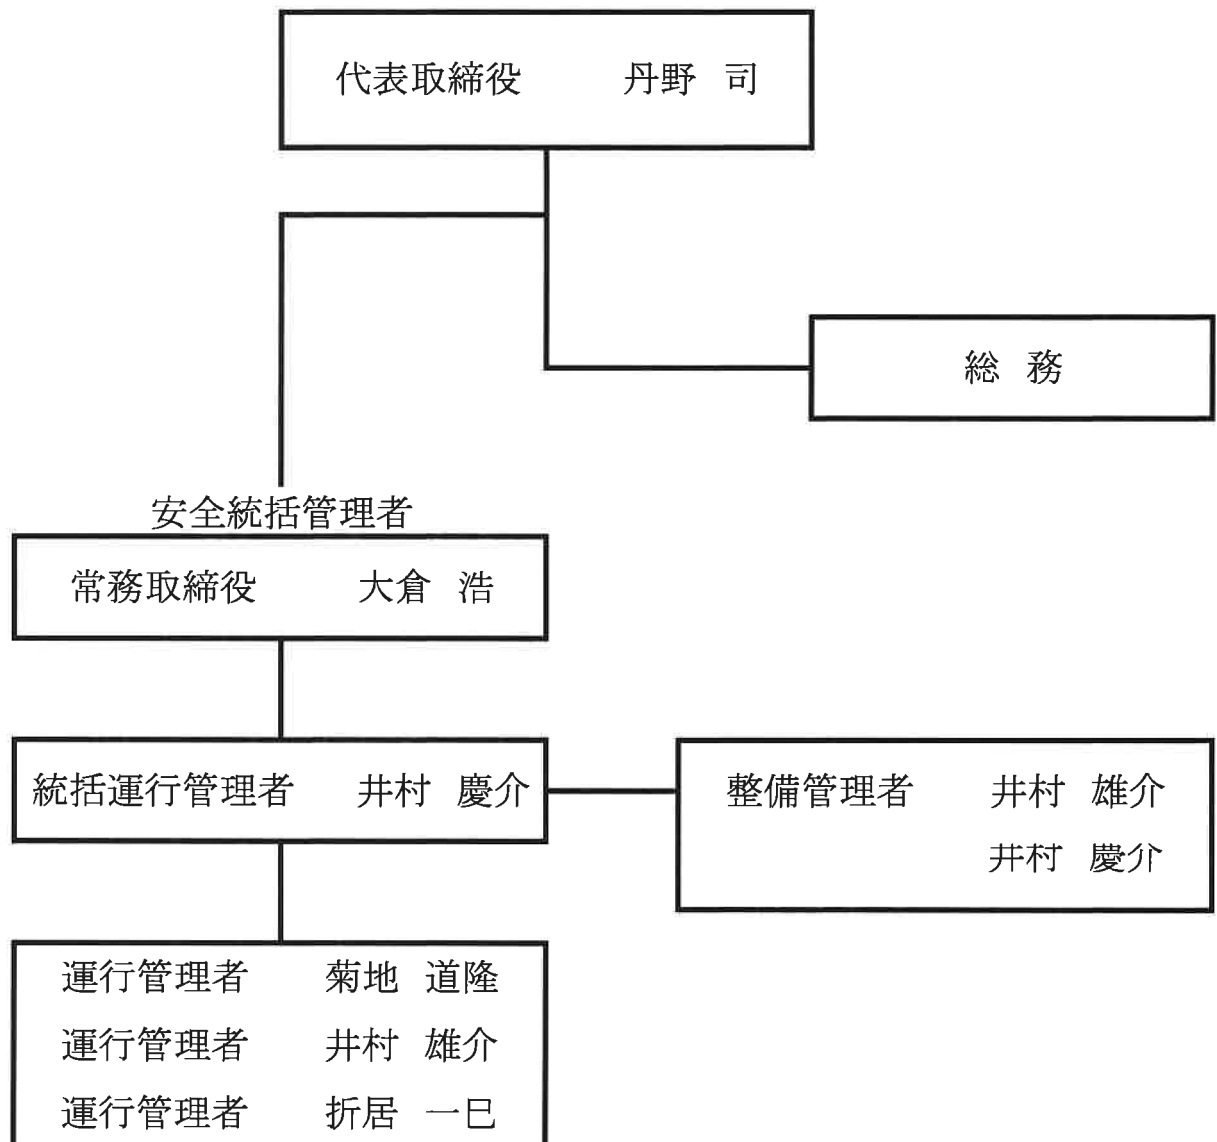 代表取締役 丹野 司
総務
安全統括管理者
常務取締役 大倉 浩
統括運行管理者 井村 慶介
整備管理者 井村 雄介
井村 慶介
運行管理者 菊地 道隆
運行管理者 井村 雄介
運行管理者 折居 一巳